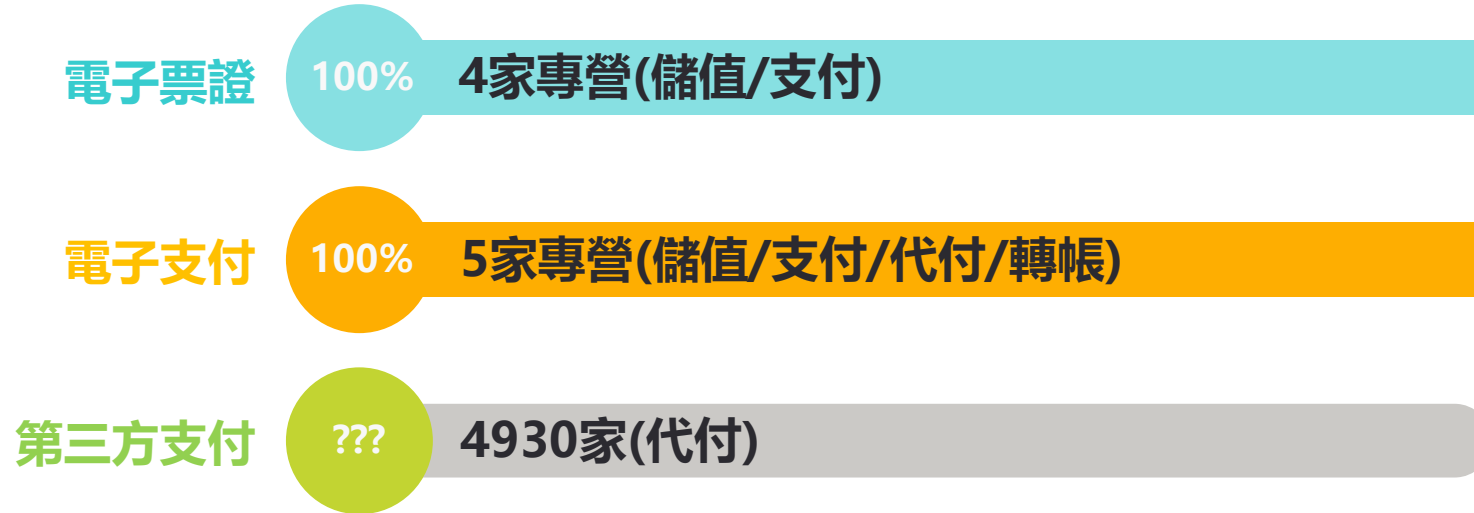 電子票證 100% 4家專營(儲值/支付)
電子支付 100% 5家專營(儲值/支付/代付/轉帳)
第三方支付 ??? 4930家(代付)